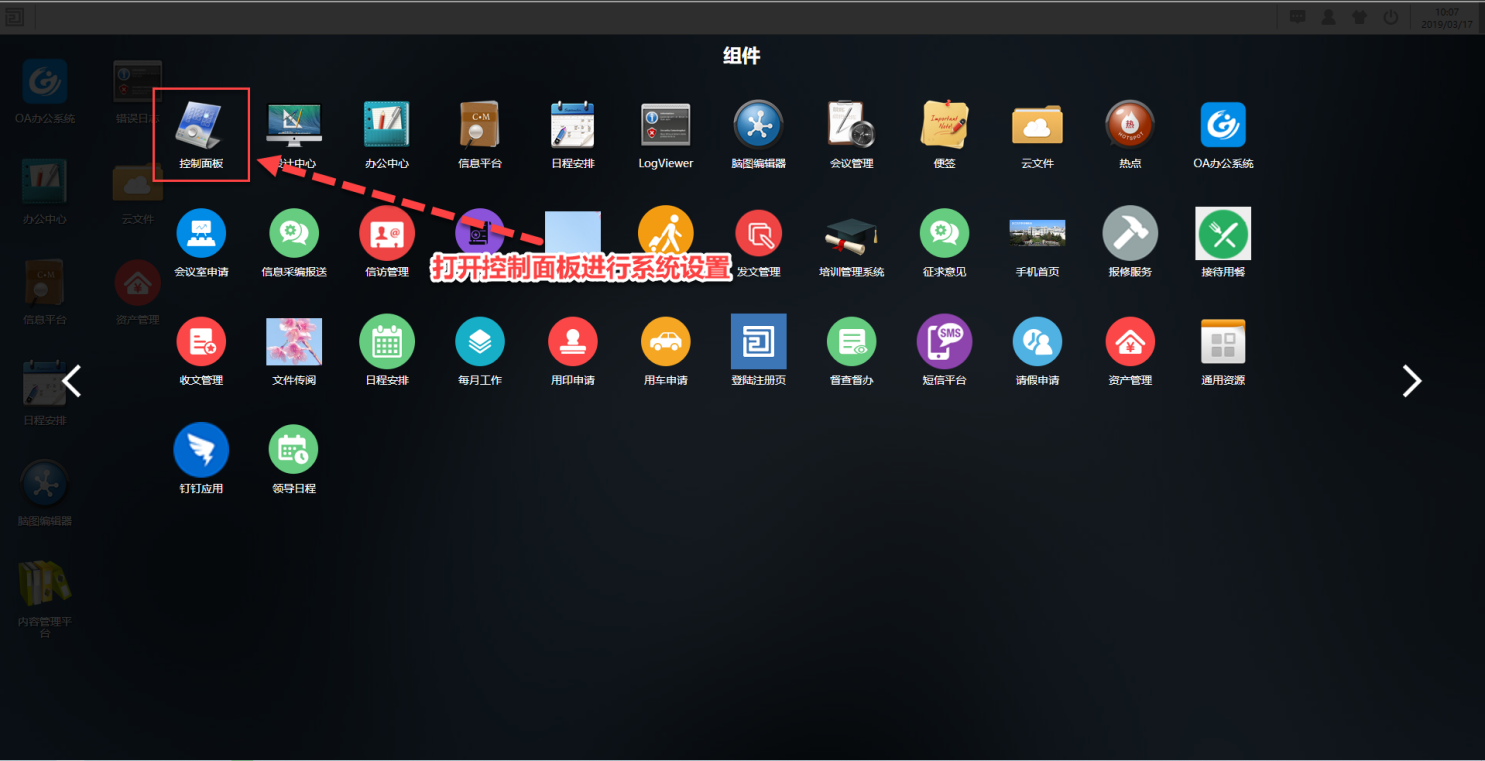 10:07
2019/03/17
组件
OA办公系统
错误日志
控制面板
设计中心
办公中心
信息平台
日程安排
LogViewer
脑图编辑器
会议管理
便签
云文件
热点
OA办公系统
C•M
Important Note!
热
HOTSPOT
办公中心
云文件
会议室申请
信息采编报送
信访管理
打开控制面板进行系统设置
发文管理
培训管理系统
征求意见
手机首页
报修服务
接待用餐
信息平台
资产管理
收文管理
文件传阅
日程安排
每月工作
用印申请
用车申请
登陆注册页
督查督办
SMS
短信平台
请假申请
资产管理
通用资源
日程安排
钉钉应用
领导日程
脑图编辑器
内容管理平
台